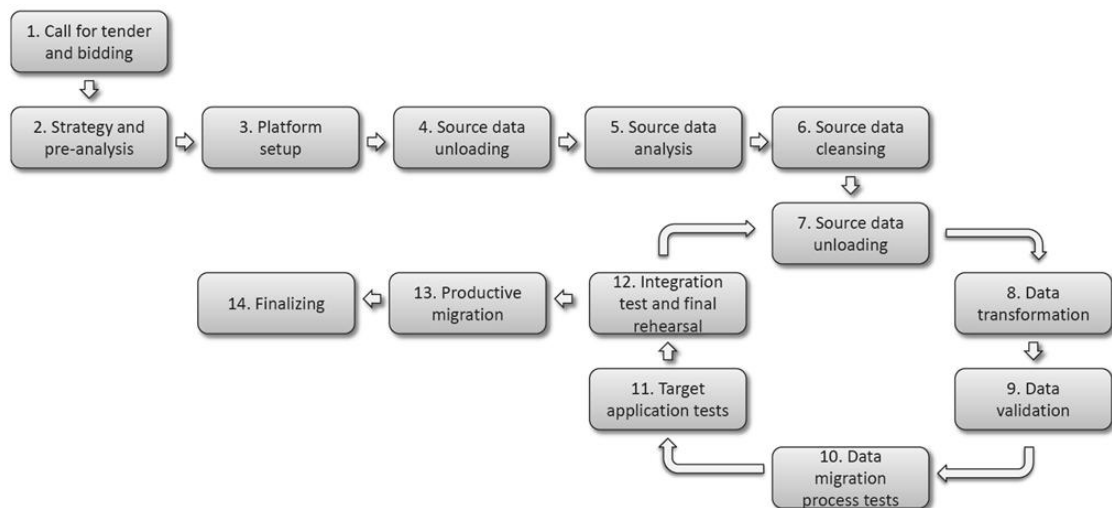 1. Call for tender
and bidding
2. Strategy and
pre-analysis
3. Platform
setup
4. Source data
unloading
5. Source data
analysis
6. Source data
cleansing
7. Source data
unloading
8. Data
transformation
9. Data
validation
10. Data
migration
process tests
11. Target
application tests
12. Integration
test and final
rehearsal
13. Productive
migration
14. Finalizing